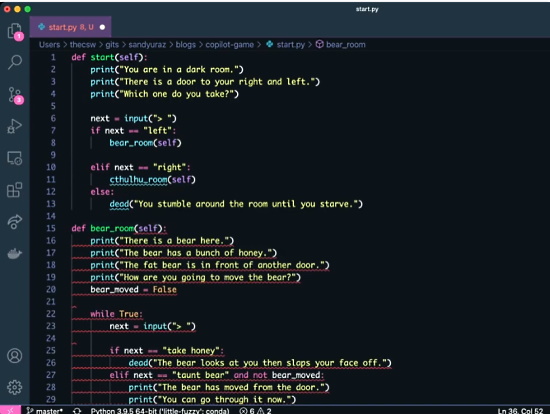 start.py
start.py 8, U
Users > thecsw > gits > sandyuraz > blogs > copilot-game > start.py > bear_room
1 def start(self):
2 print("You are in a dark room.")
3 print("There is a door to your right and left.")
4 print("Which one do you take?")
5
6 next = input("> ")
7 if next == "left":
8 bear_room(self)
9
10 elif next == "right":
11 cthulhu_room(self)
12 else:
13 dead("You stumble around the room until you starve.")
14
15 def bear_room(self):
16 print("There is a bear here.")
17 print("The bear has a bunch of honey.")
18 print("The fat bear is in front of another door.")
19 print("How are you going to move the bear?")
20 bear_moved = False
21
22 while True:
23 next = input("> ")
24
25 if next == "take honey":
26 dead("The bear looks at you then slaps your face off.")
27 elif next == "taunt bear" and not bear_moved:
28 print("The bear has moved from the door.")
29 print("You can go through it now.")
master* Python 3.9.5 64-bit ('little-fuzzy': conda) 6 2 Ln 36, Col 52